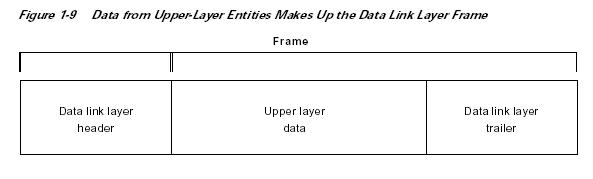 Figure 1-9 Data from Upper-Layer Entities Makes Up the Data Link Layer Frame
Frame
Data link layer
header
Upper layer
data
Data link layer
trailer